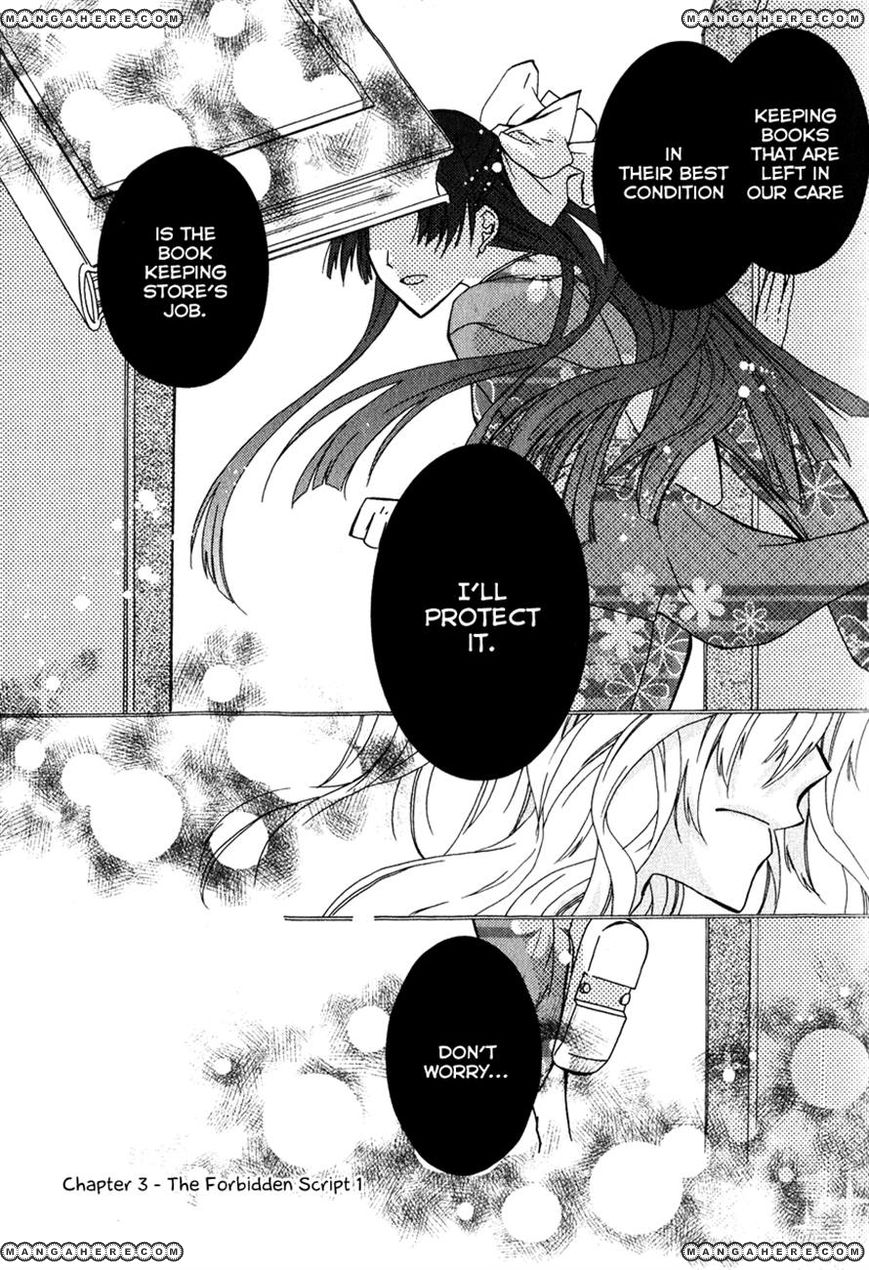 MANGAHERE.COM
MANGAHERE.COM
KEEPING
BOOKS
THAT ARE
LEFT IN
OUR CARE
IN
THEIR BEST
CONDITION
IS THE
BOOK
KEEPING
STORE'S
JOB.
I'LL
PROTECT
IT.
DON'T
WORRY...
Chapter 3 - The Forbidden Script 1
MANGAHERE.COM
MANGAHERE.COM